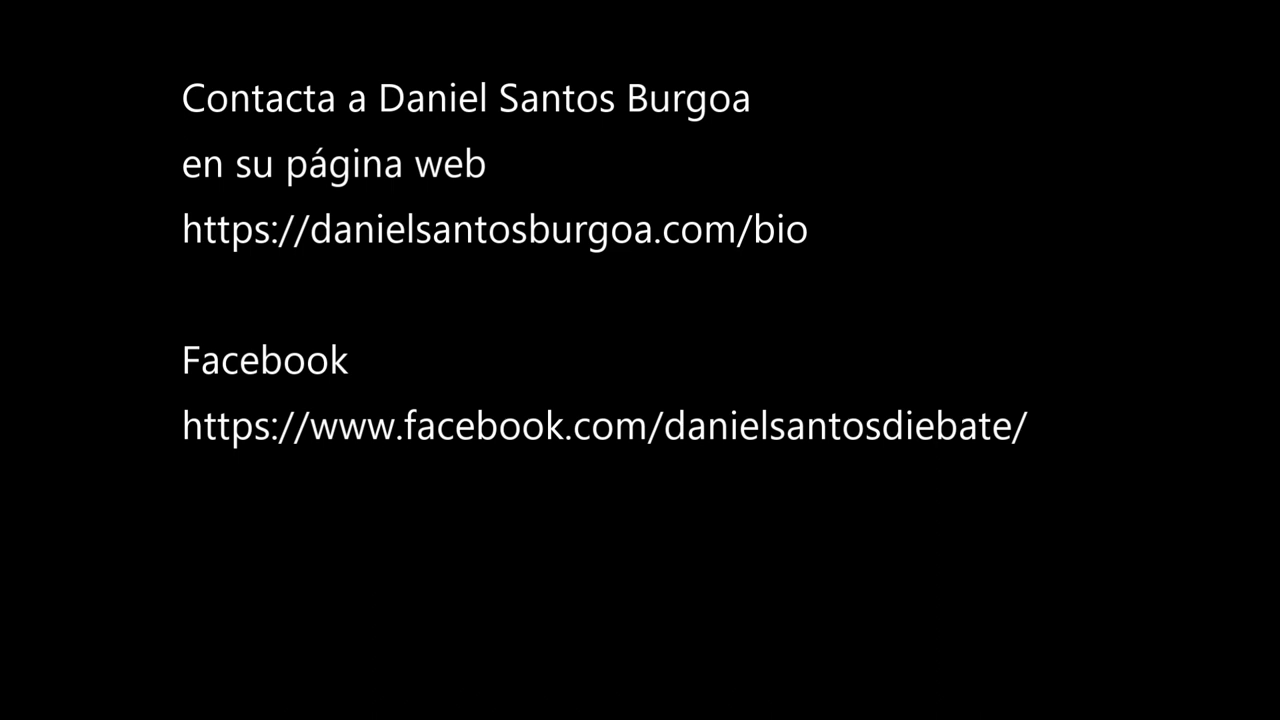 Contacta a Daniel Santos Burgoa
en su página web
https://danielsantosburgoa.com/bio
Facebook
https://www.facebook.com/danielsantosdiebate/